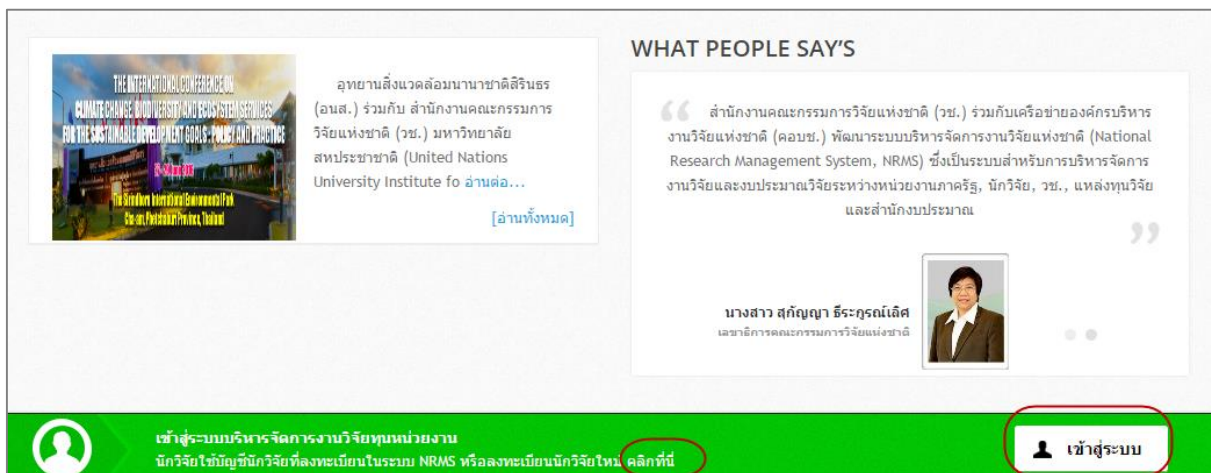 THE INTERNATIONAL CONFERENCE ON
CLIMATE CHANGE, BIODIVERSITY AND ECOSYSTEM SERVICES
FOR THE SUSTAINABLE DEVELOPMENT GOALS : POLICY AND PRACTICE
The Sirindhorn International Environmental Park
Cha-am, Phetchaburi Province, Thailand
อุทยานสิ่งแวดล้อมนานาชาติสิรินธร
(อนส.) ร่วมกับ สำนักงานคณะกรรมการ
วิจัยแห่งชาติ (วช.) มหาวิทยาลัย
สหประชาชาติ (United Nations
University Institute fo อ่านต่อ...
[อ่านทั้งหมด]
WHAT PEOPLE SAY'S
“ สำนักงานคณะกรรมการวิจัยแห่งชาติ (วช.) ร่วมกับเครือข่ายองค์กรบริหาร
งานวิจัยแห่งชาติ (คอบช.) พัฒนาระบบบริหารจัดการงานวิจัยแห่งชาติ (National
Research Management System, NRMS) ซึ่งเป็นระบบสำหรับการบริหารจัดการ
งานวิจัยและงบประมาณวิจัยระหว่างหน่วยงานภาครัฐ, นักวิจัย, วช., แหล่งทุนวิจัย
และสำนักงบประมาณ
”
นางสาว สุกัญญา ธีระกูรณ์เลิศ
เลขาธิการคณะกรรมการวิจัยแห่งชาติ
เข้าสู่ระบบบริหารจัดการงานวิจัยทุนหน่วยงาน
นักวิจัยใช้บัญชีนักวิจัยที่ลงทะเบียนในระบบ NRMS หรือลงทะเบียนนักวิจัยใหม่ คลิกที่นี่
เข้าสู่ระบบ